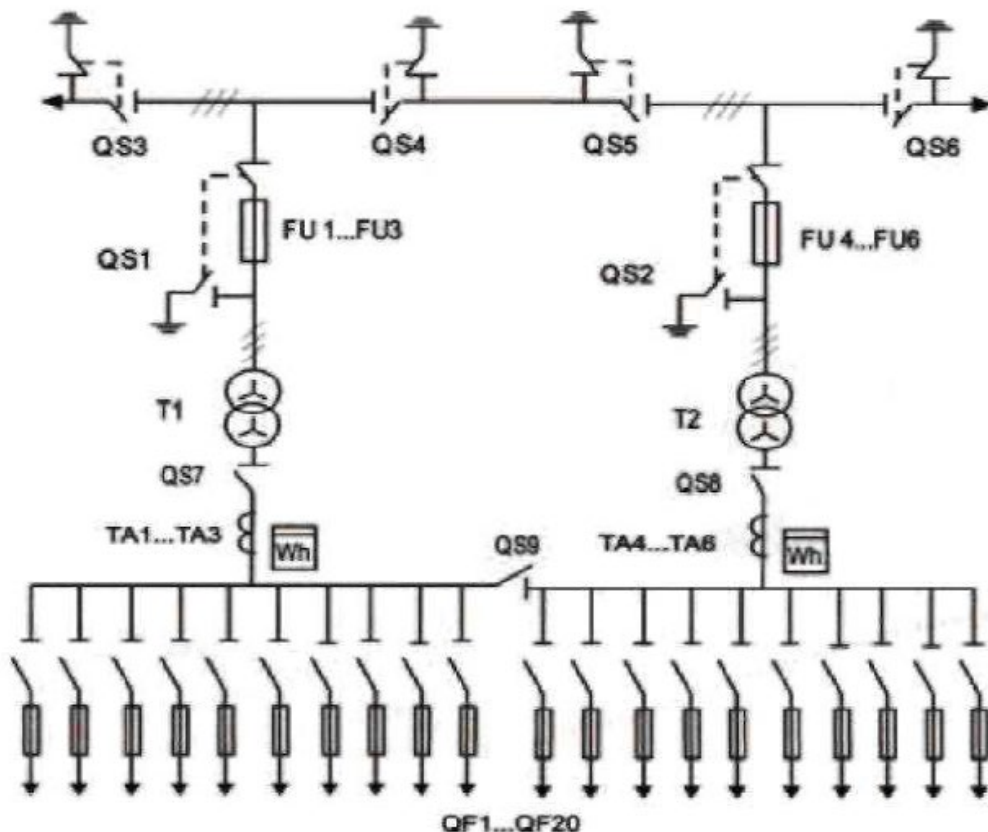 QS3
QS4
QS5
QS6
FU 1...FU3
FU 4...FU6
QS1
QS2
T1
T2
QS7
QS8
TA1...TA3
Wh
QS9
TA4...TA6
Wh
QF1...QF20